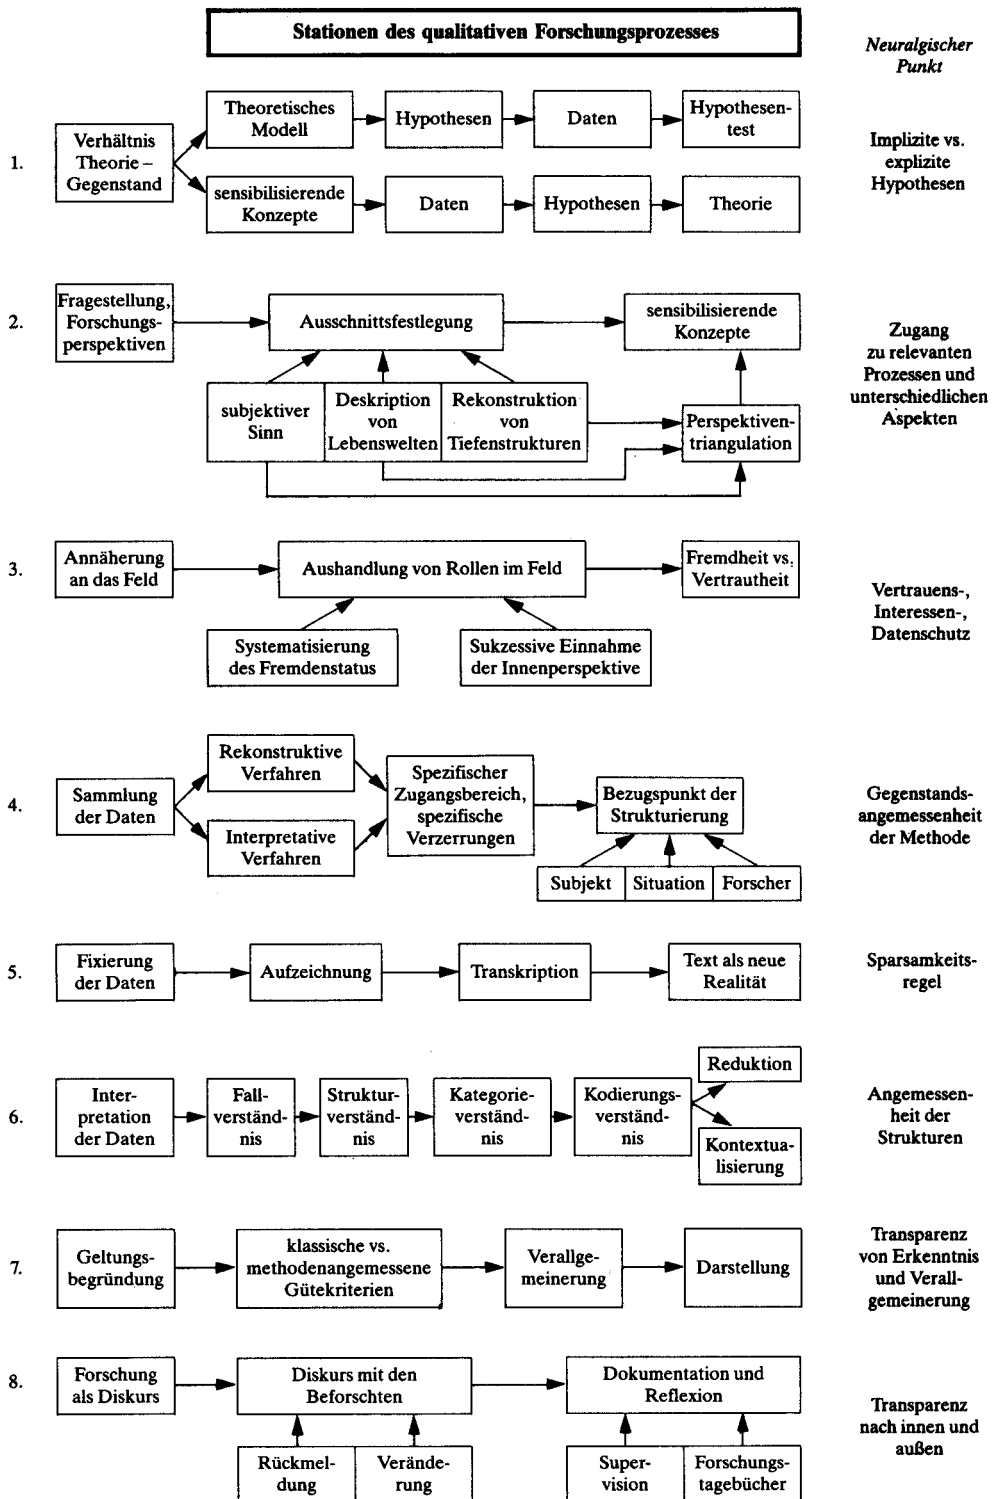 Stationen des qualitativen Forschungsprozesses
Neuralgischer
Punkt
1.
Verhältnis
Theorie –
Gegenstand
Theoretisches
Modell
Hypothesen
Daten
Hypothesen-
test
sensibilisierende
Konzepte
Daten
Hypothesen
Theorie
Implizite vs.
explizite
Hypothesen
2.
Fragestellung,
Forschungs-
perspektiven
Ausschnittsfestlegung
sensibilisierende
Konzepte
subjektiver
Sinn
Deskription
von
Lebenswelten
Rekonstruktion
von
Tiefenstrukturen
Perspektiven-
triangulation
Zugang
zu relevanten
Prozessen und
unterschiedlichen
Aspekten
3.
Annäherung
an das Feld
Aushandlung von Rollen im Feld
Fremdheit vs.
Vertrautheit
Systematisierung
des Fremdenstatus
Sukzessive Einnahme
der Innenperspektive
Vertrauens-,
Interessen-,
Datenschutz
4.
Sammlung
der Daten
Rekonstruktive
Verfahren
Interpretative
Verfahren
Spezifischer
Zugangsbereich,
spezifische
Verzerrungen
Bezugspunkt der
Strukturierung
Subjekt
Situation
Forscher
Gegenstands-
angemessenheit
der Methode
5.
Fixierung
der Daten
Aufzeichnung
Transkription
Text als neue
Realität
Sparsamkeits-
regel
6.
Inter-
pretation
der Daten
Fall-
verständ-
nis
Struktur-
verständ-
nis
Kategorie-
verständ-
nis
Kodierungs-
verständ-
nis
Reduktion
Kontextua-
lisierung
Angemessen-
heit der
Strukturen
7.
Geltungs-
begründung
klassische vs.
methodenangemessene
Gütekriterien
Verallge-
meinerung
Darstellung
Transparenz
von Erkenntnis
und Verall-
gemeinerung
8.
Forschung
als Diskurs
Diskurs mit den
Beforschten
Dokumentation und
Reflexion
Rückmel-
dung
Verände-
rung
Super-
vision
Forschungs-
tagebücher
Transparenz
nach innen und
außen